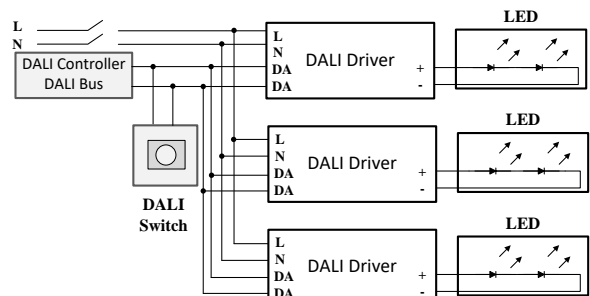 L
N
DALI Controller
DALI Bus
DALI
Switch
L
N
DA
DA
DALI Driver
+
-
LED
L
N
DA
DA
DALI Driver
+
-
LED
L
N
DA
DA
DALI Driver
+
-
LED